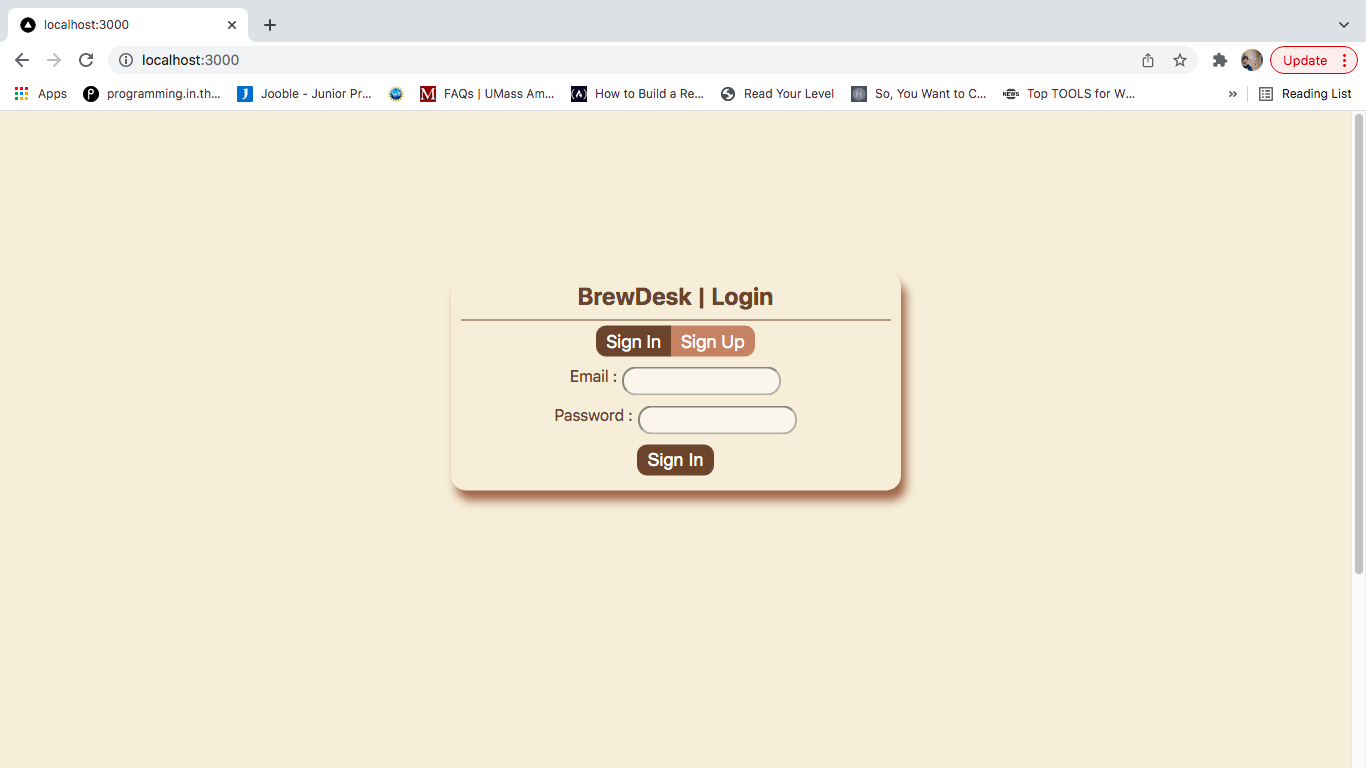 localhost:3000
localhost:3000
Update
Apps
programming.in.th...
Jooble - Junior Pr...
FAQs | UMass Am...
How to Build a Re...
Read Your Level
So, You Want to C...
NEWS
Top TOOLS for W...
»
Reading List
BrewDesk | Login
Sign In Sign Up
Email :
Password :
Sign In